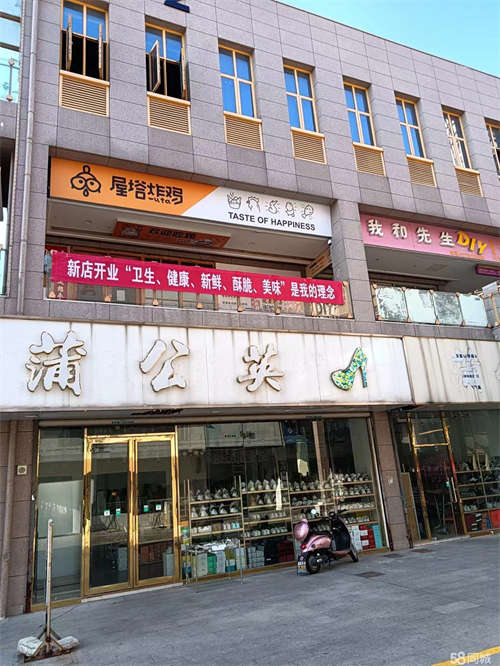 屋塔炸鸡
uta
TASTE OF HAPPINESS
我和先生DIY
新店开业“卫生、健康、新鲜、酥脆、美味”是我的理念
蒲公英
58同城